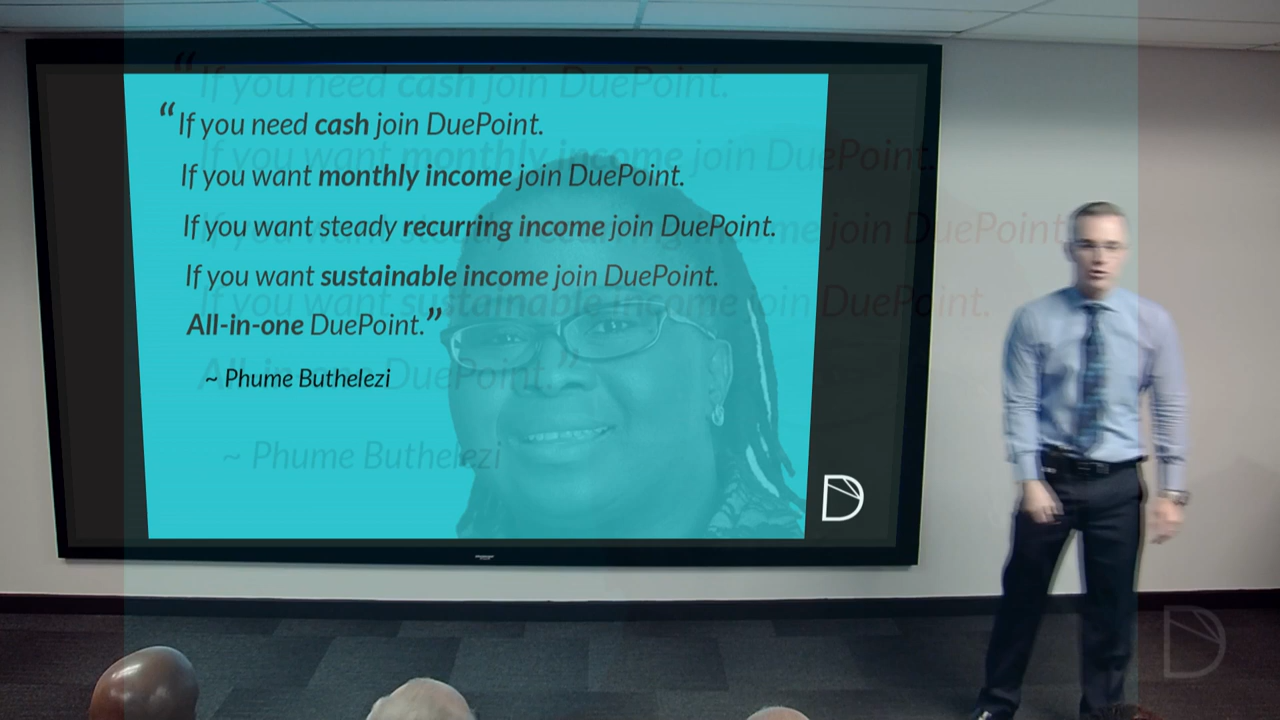 “If you need cash join DuePoint.
If you want monthly income join DuePoint.
If you want steady recurring income join DuePoint.
If you want sustainable income join DuePoint.
All-in-one DuePoint.”
~ Phume Buthelezi